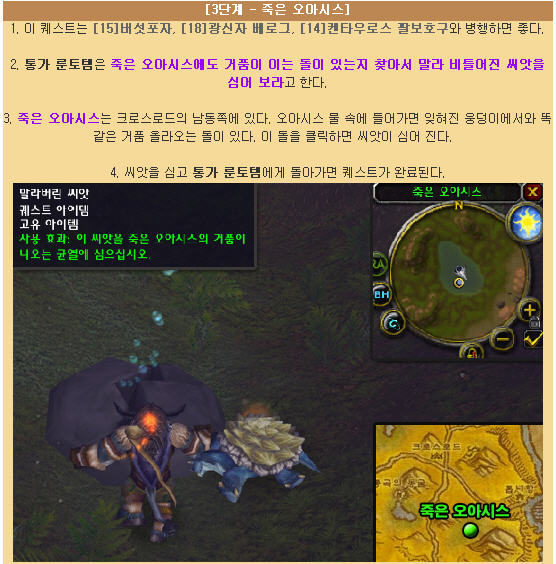 [3단계 - 죽은 오아시스]
1. 이 퀘스트는 [15]버섯포자, [18]광신자 베로그, [14]켄타우로스 팔보호구와 병행하면 좋다.
2. 통가 룬토템은 죽은 오아시스에도 거품이 이는 돌이 있는지 찾아서 말라 비틀어진 씨앗을
심어 보라고 한다.
3. 죽은 오아시스는 크로스로드의 남동쪽에 있다. 오아시스 물 속에 들어가면 잊혀진 웅덩이에서와 똑
같은 거품 올라오는 돌이 있다. 이 돌을 클릭하면 씨앗이 심어 진다.
4. 씨앗을 심고 통가 룬토템에게 돌아가면 퀘스트가 완료된다.
말라버린 씨앗
퀘스트 아이템
고유 아이템
사용 효과: 이 씨앗을 죽은 오아시스의 거품이
나오는 균열에 심으십시오.
죽은 오아시스
N
RA
BH
C
크로스로드
죽은 오아시스